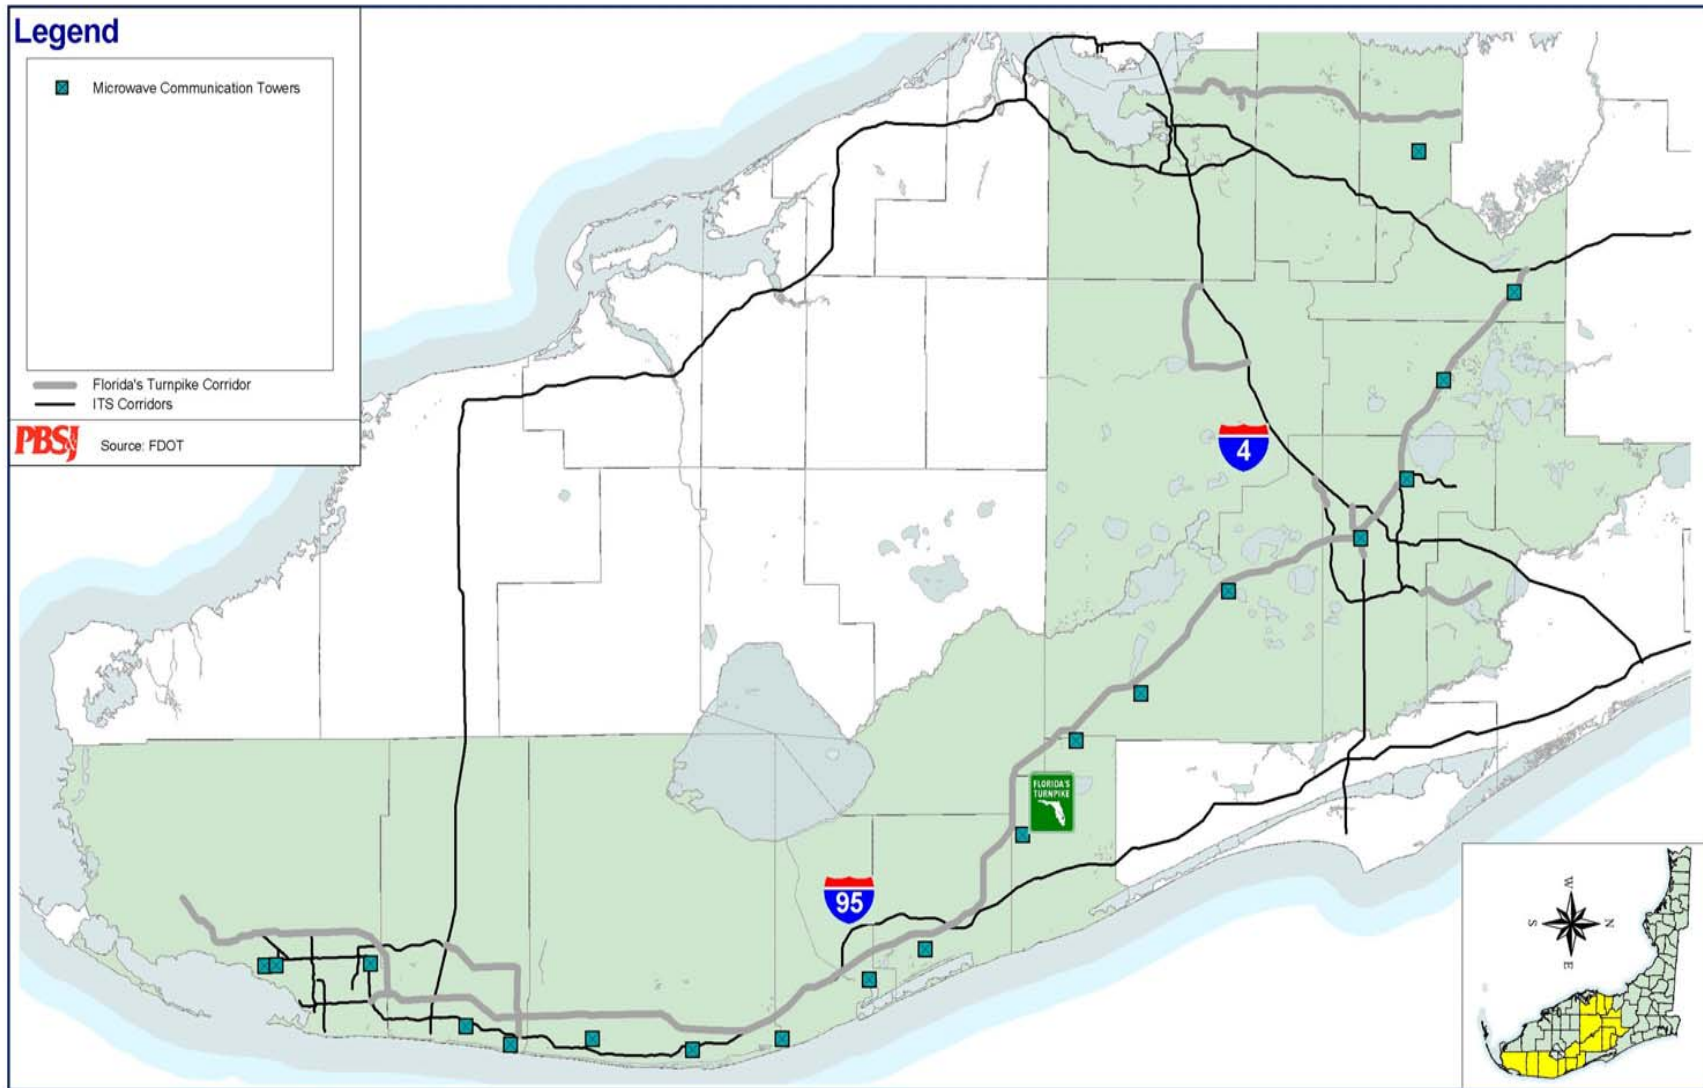 Legend
Microwave Communication Towers
Florida's Turnpike Corridor
ITS Corridors
PBSJ Source: FDOT
4
FLORIDA'S
TURNPIKE
95
W
S N
E